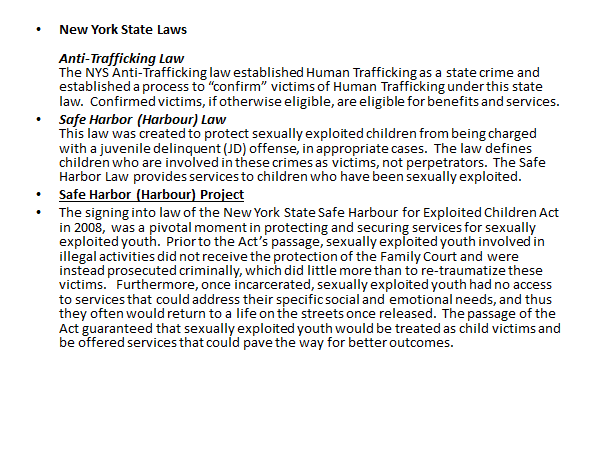 • New York State Laws
Anti-Trafficking Law
The NYS Anti-Trafficking law established Human Trafficking as a state crime and
established a process to “confirm” victims of Human Trafficking under this state
law. Confirmed victims, if otherwise eligible, are eligible for benefits and services.
• Safe Harbor (Harbour) Law
This law was created to protect sexually exploited children from being charged
with a juvenile delinquent (JD) offense, in appropriate cases. The law defines
children who are involved in these crimes as victims, not perpetrators. The Safe
Harbor Law provides services to children who have been sexually exploited.
• Safe Harbor (Harbour) Project
• The signing into law of the New York State Safe Harbour for Exploited Children Act
in 2008, was a pivotal moment in protecting and securing services for sexually
exploited youth. Prior to the Act’s passage, sexually exploited youth involved in
illegal activities did not receive the protection of the Family Court and were
instead prosecuted criminally, which did little more than to re-traumatize these
victims. Furthermore, once incarcerated, sexually exploited youth had no access
to services that could address their specific social and emotional needs, and thus
they often would return to a life on the streets once released. The passage of the
Act guaranteed that sexually exploited youth would be treated as child victims and
be offered services that could pave the way for better outcomes.